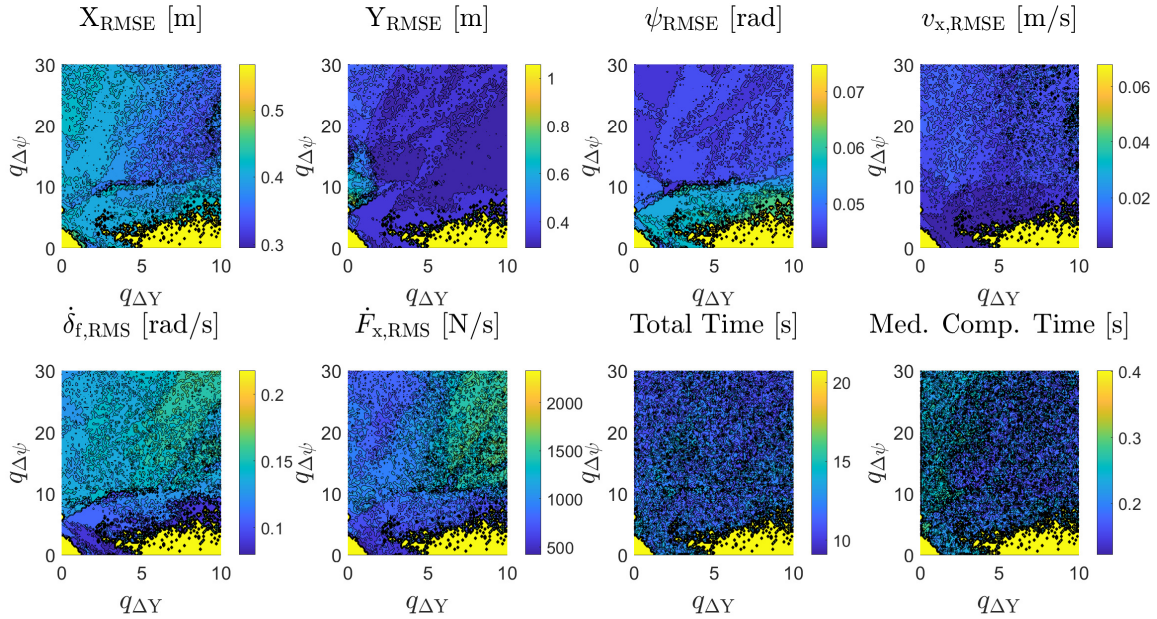 X_RMSE [m] Y_RMSE [m] ψ_RMSE [rad] v_x,RMSE [m/s]
30 30 30 30
20 20 20 20
10 10 10 10
0 0 0 0
q_Δψ q_Δψ q_Δψ q_Δψ
0 5 10 0 5 10 0 5 10 0 5 10
q_ΔY q_ΔY q_ΔY q_ΔY
0.5 1 0.07 0.06
0.4 0.8 0.06 0.04
0.3 0.6 0.05 0.02
0.4
δ̇_f,RMS [rad/s] Ḟ_x,RMS [N/s] Total Time [s] Med. Comp. Time [s]
30 30 30 30
20 20 20 20
10 10 10 10
0 0 0 0
q_Δψ q_Δψ q_Δψ q_Δψ
0 5 10 0 5 10 0 5 10 0 5 10
q_ΔY q_ΔY q_ΔY q_ΔY
0.2 2000 20 0.4
0.15 1500 15 0.3
0.1 1000 10 0.2
500